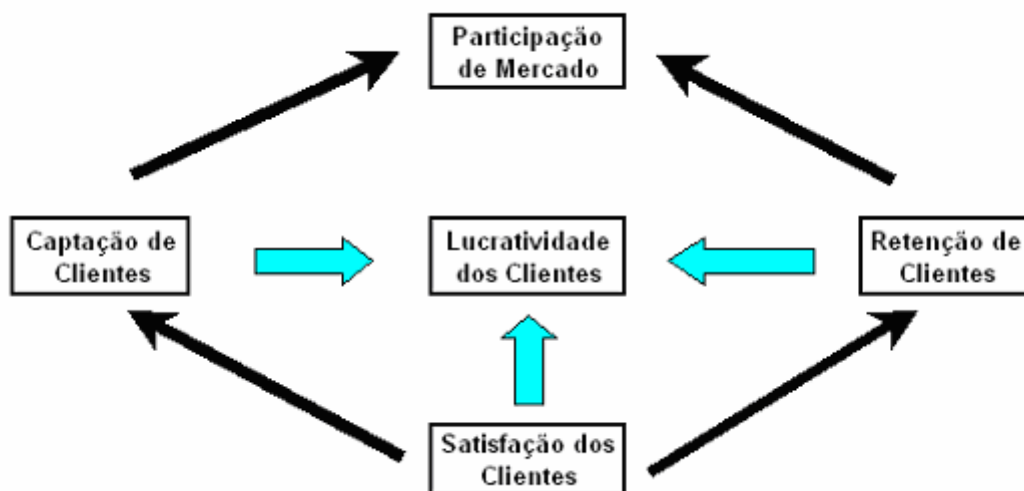 Participação
de Mercado
Captação de
Clientes
Lucratividade
dos Clientes
Retenção de
Clientes
Satisfação dos
Clientes